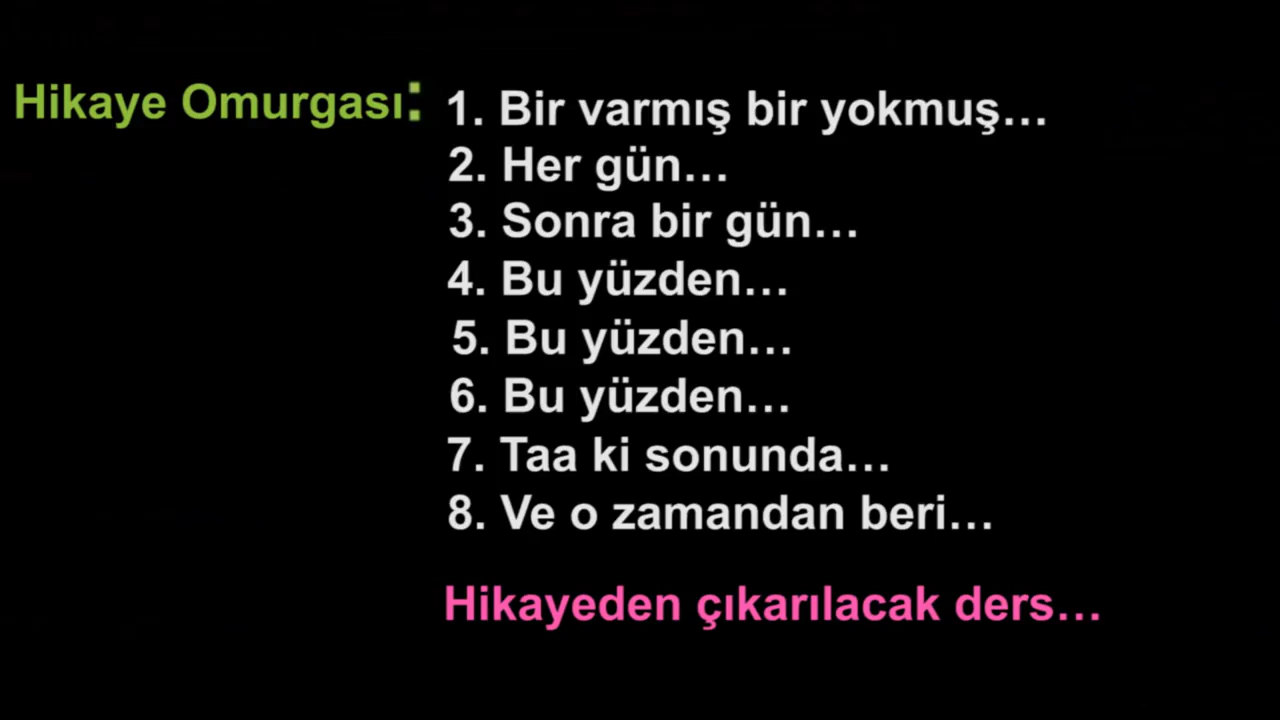 Hikaye Omurgası:
1. Bir varmış bir yokmuş…
2. Her gün…
3. Sonra bir gün…
4. Bu yüzden…
5. Bu yüzden…
6. Bu yüzden…
7. Taa ki sonunda…
8. Ve o zamandan beri…
Hikayeden çıkarılacak ders…